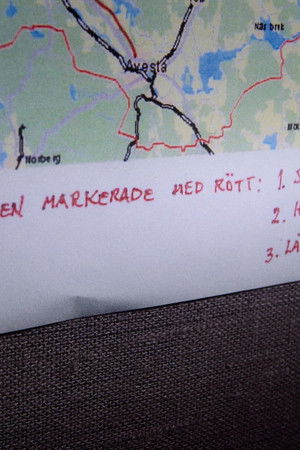 Avesta
Norberg
EN MARKERADE MED RÖTT: 1.
2.
3. LÄ